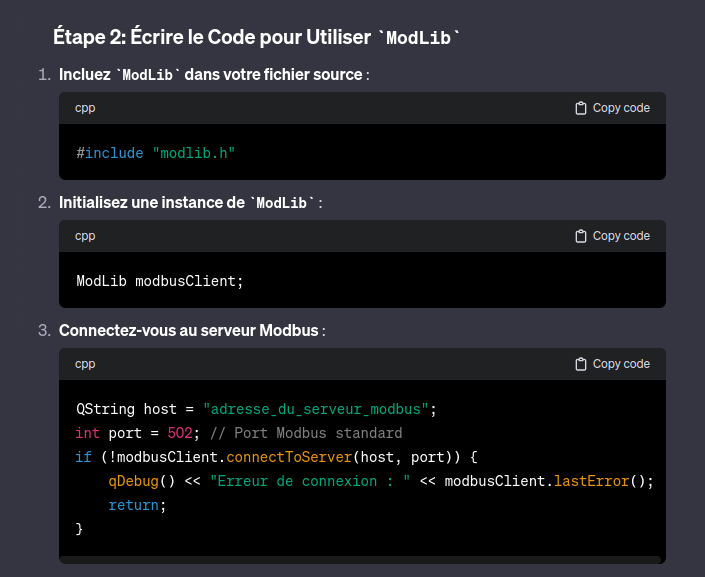 Étape 2: Écrire le Code pour Utiliser `ModLib`
1. Incluez `ModLib` dans votre fichier source :
cpp Copy code
#include "modlib.h"
2. Initialisez une instance de `ModLib` :
cpp Copy code
ModLib modbusClient;
3. Connectez-vous au serveur Modbus :
cpp Copy code
QString host = "adresse_du_serveur_modbus";
int port = 502; // Port Modbus standard
if (!modbusClient.connectToServer(host, port)) {
    qDebug() << "Erreur de connexion : " << modbusClient.lastError();
    return;
}